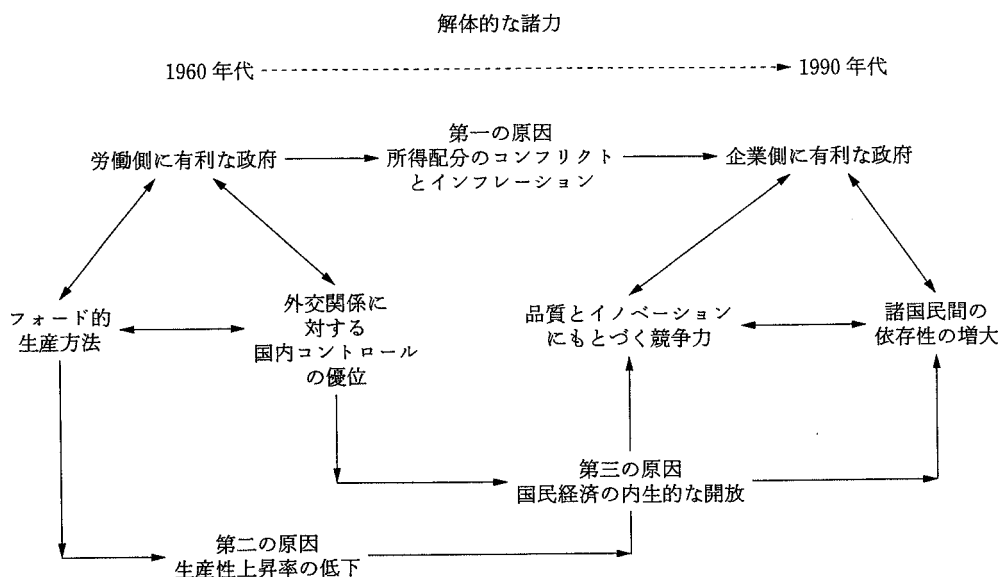 解体的な諸力
1960年代
1990年代
第一の原因
労働側に有利な政府
所得配分のコンフリクト
とインフレーション
企業側に有利な政府
フォード的
生産方法
外交関係に
対する
国内コントロール
の優位
品質とイノベーション
にもとづく競争力
諸国民間の
依存性の増大
第三の原因
国民経済の内生的な開放
第二の原因
生産性上昇率の低下